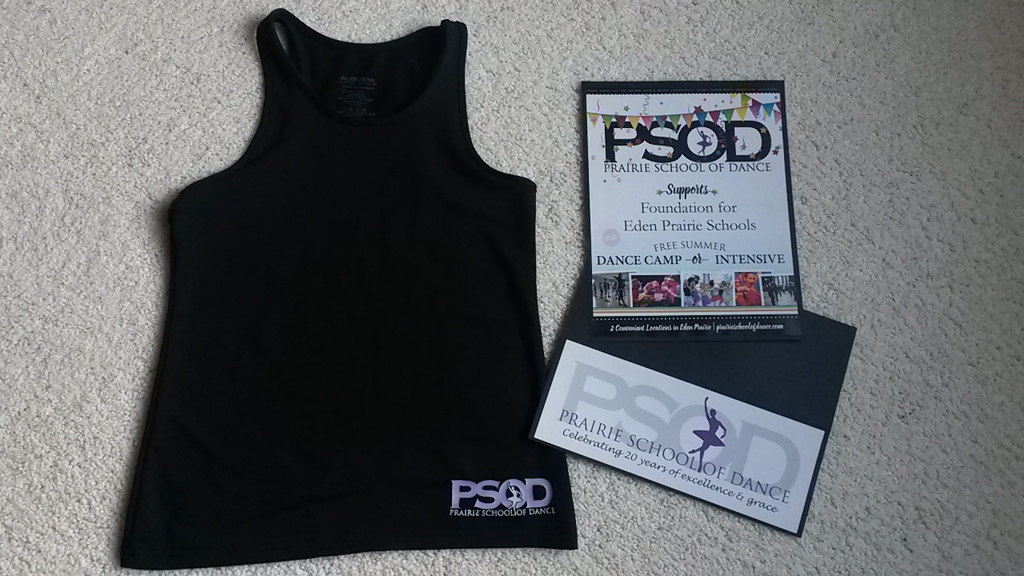 PSOD
PRAIRIE SCHOOL OF DANCE
PSOD
PRAIRIE SCHOOL OF DANCE
Supports
Foundation for
Eden Prairie Schools
FREE SUMMER
DANCE CAMP or INTENSIVE
2 Convenient Locations in Eden Prairie | prairieschoolofdance.com
PSOD
PRAIRIE SCHOOL OF DANCE
Celebrating 20 years of excellence & grace